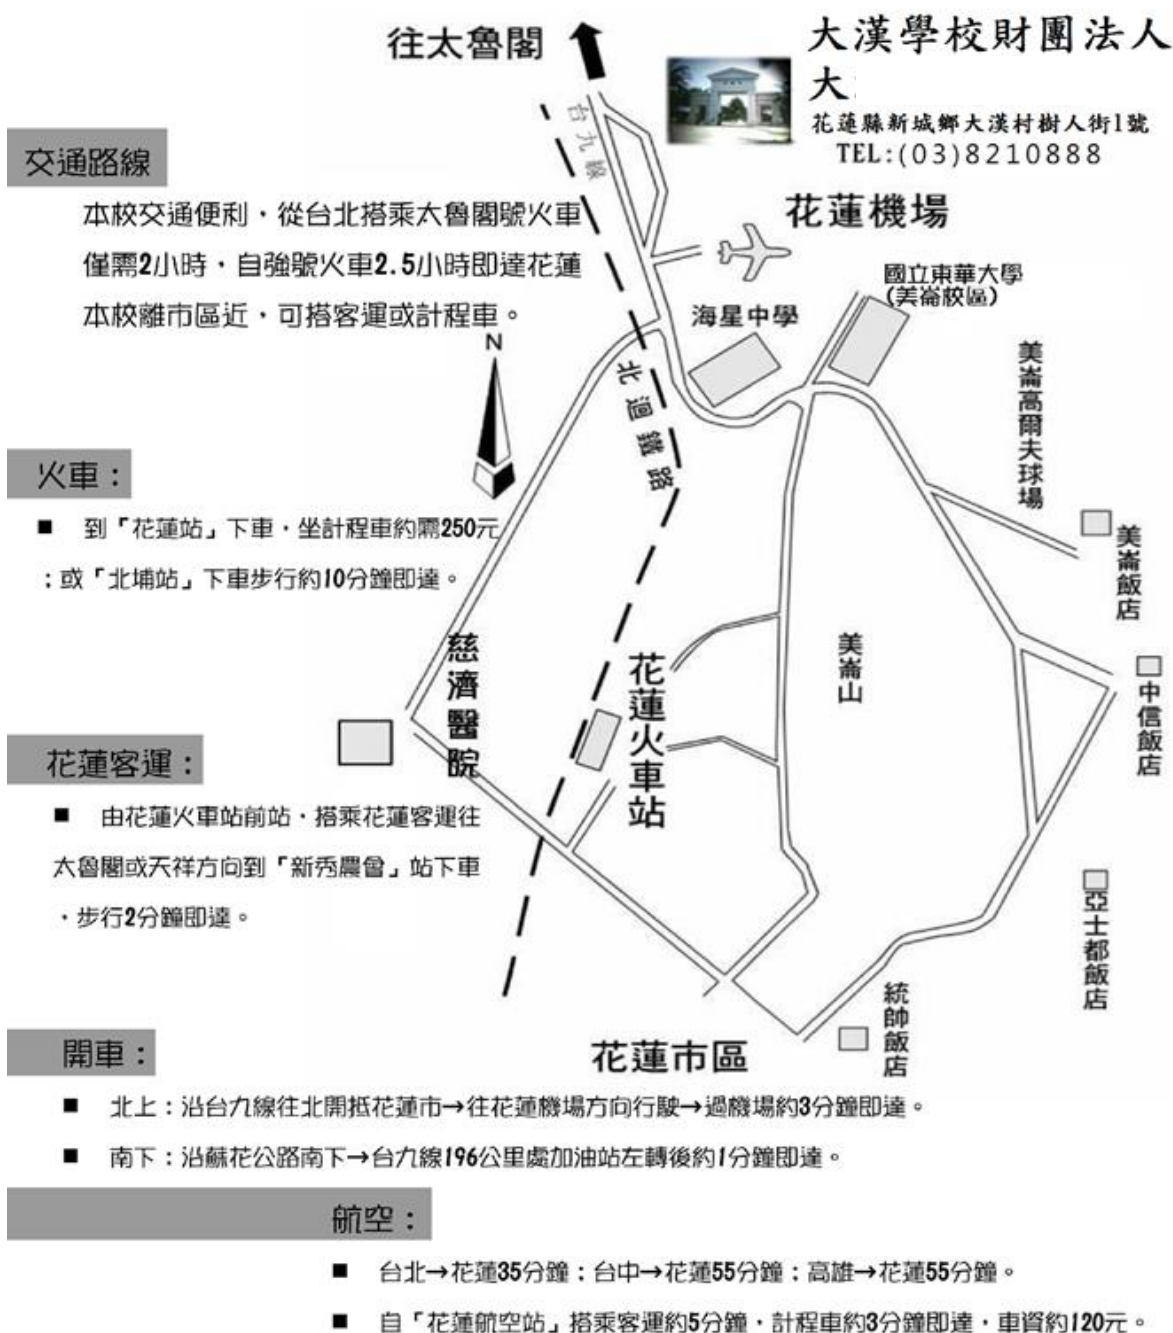 往太魯閣
大漢學校財團法人
大
花蓮縣新城鄉大漢村樹人街1號
TEL:(03)8210888
台九線
交通路線
本校交通便利，從台北搭乘太魯閣號火車
僅需2小時，自強號火車2.5小時即達花蓮
本校離市區近，可搭客運或計程車。
花蓮機場
國立東華大學
(美崙校區)
海星中學
N
北迴鐵路
美崙高爾夫球場
美崙飯店
火車：
■ 到「花蓮站」下車，坐計程車約需250元
；或「北埔站」下車步行約10分鐘即達。
慈濟醫院
花蓮火車站
美崙山
中信飯店
花蓮客運：
■ 由花蓮火車站前站，搭乘花蓮客運往
太魯閣或天祥方向到「新秀農會」站下車
，步行2分鐘即達。
亞士都飯店
統帥飯店
花蓮市區
開車：
■ 北上：沿台九線往北開抵花蓮市→往花蓮機場方向行駛→過機場約3分鐘即達。
■ 南下：沿蘇花公路南下→台九線196公里處加油站左轉後約1分鐘即達。
航空：
■ 台北→花蓮35分鐘；台中→花蓮55分鐘；高雄→花蓮55分鐘。
■ 自「花蓮航空站」搭乘客運約5分鐘，計程車約3分鐘即達，車資約120元。